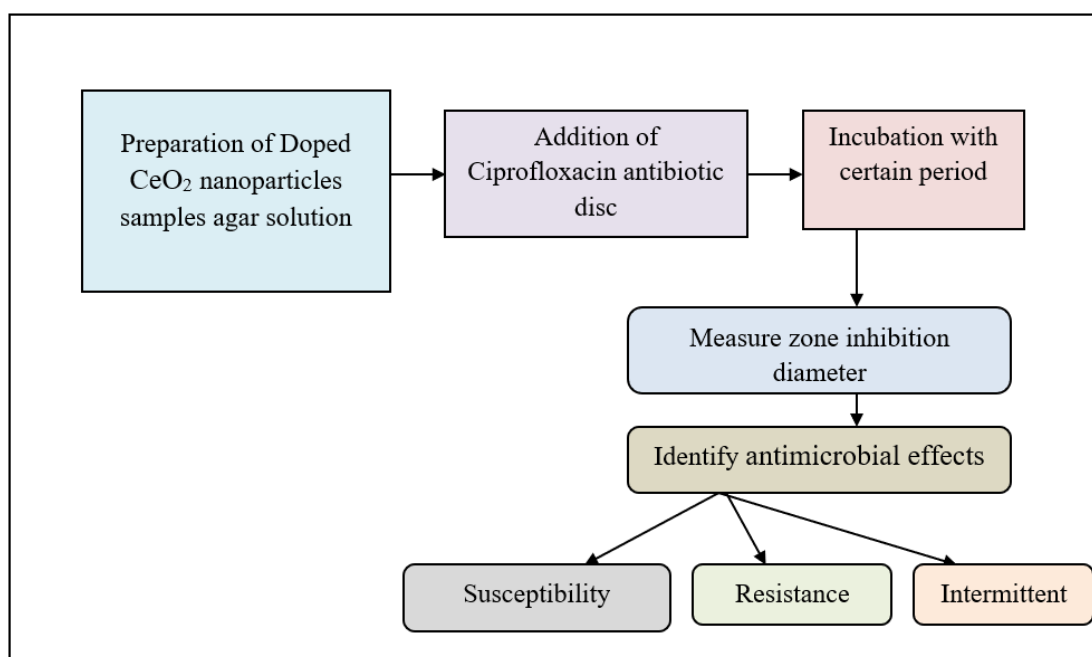 Preparation of Doped
CeO₂ nanoparticles
samples agar solution
Addition of
Ciprofloxacin antibiotic
disc
Incubation with
certain period
Measure zone inhibition
diameter
Identify antimicrobial effects
Susceptibility
Resistance
Intermittent